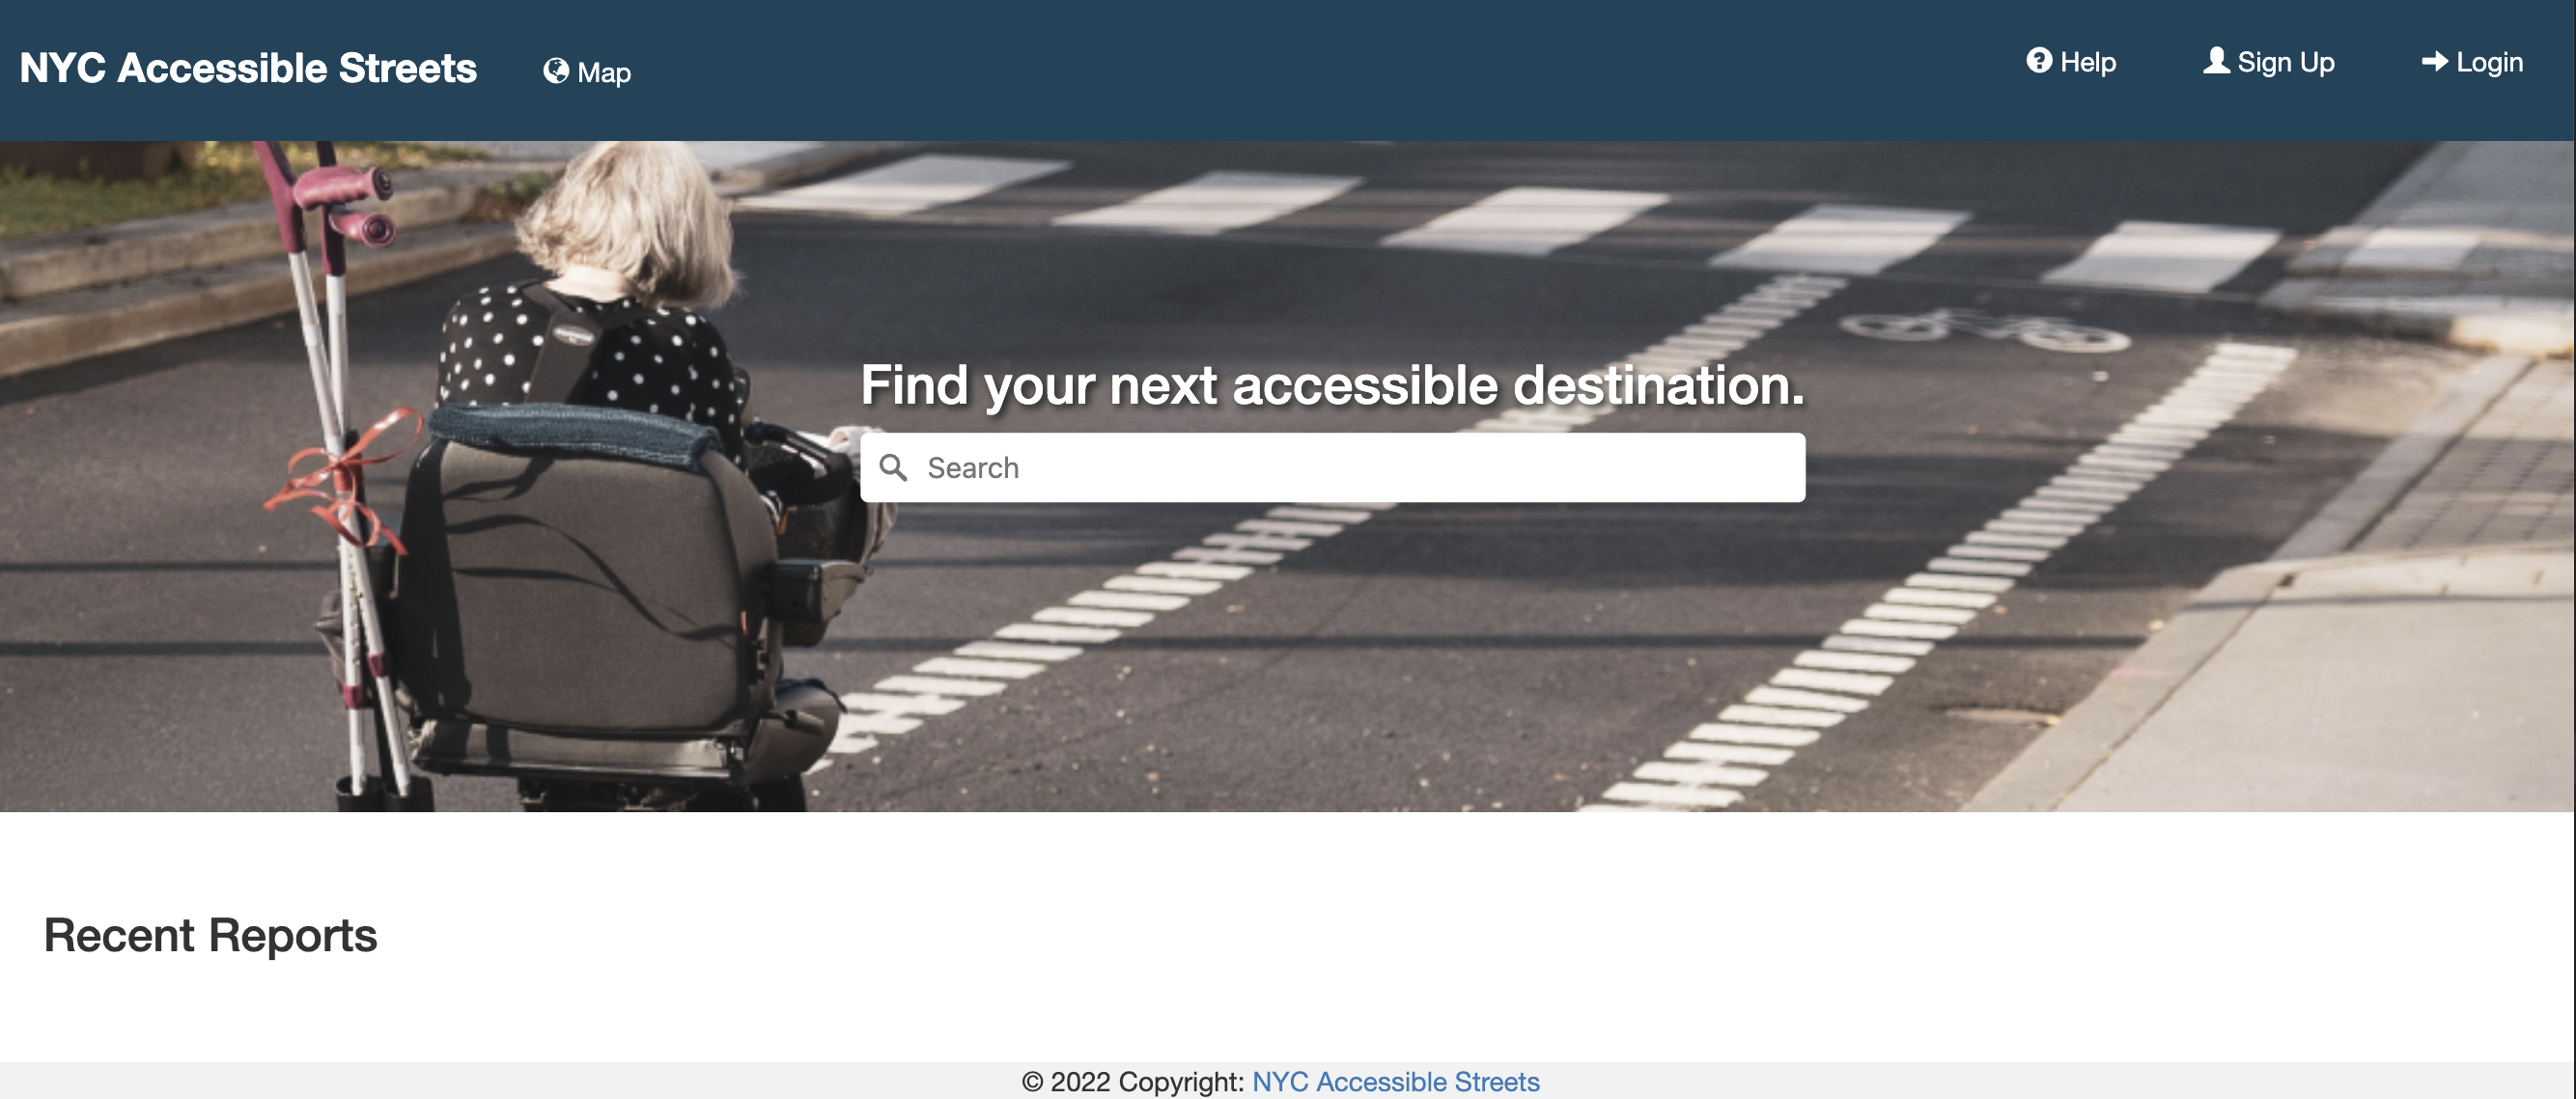 NYC Accessible Streets Map Help Sign Up Login
Find your next accessible destination.
Search
Recent Reports
© 2022 Copyright: NYC Accessible Streets